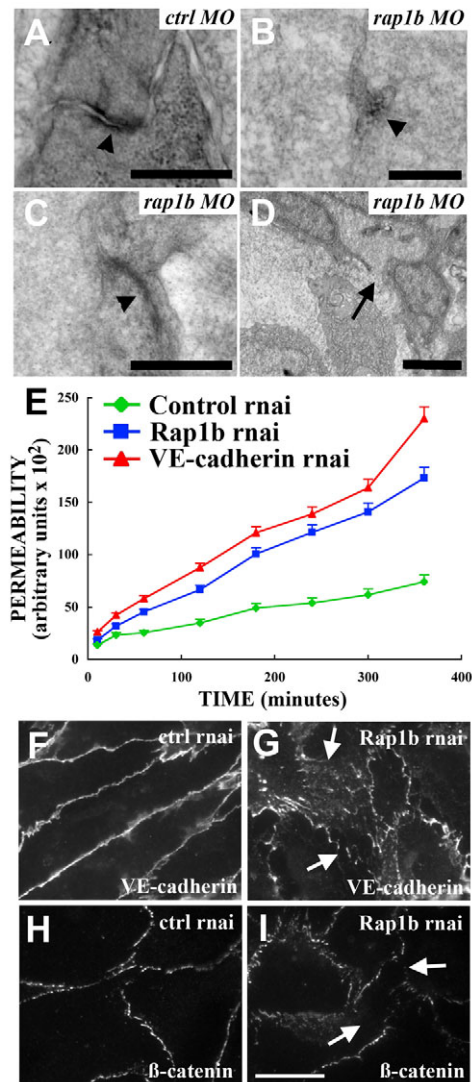 A
ctrl MO
B
rap1b MO
C
rap1b MO
D
rap1b MO
E
Control rnai
Rap1b rnai
VE-cadherin rnai
PERMEABILITY
(arbitrary units x 10²)
250
200
150
100
50
0
0 100 200 300 400
TIME (minutes)
F
ctrl rnai
VE-cadherin
G
Rap1b rnai
VE-cadherin
H
ctrl rnai
ß-catenin
I
Rap1b rnai
ß-catenin